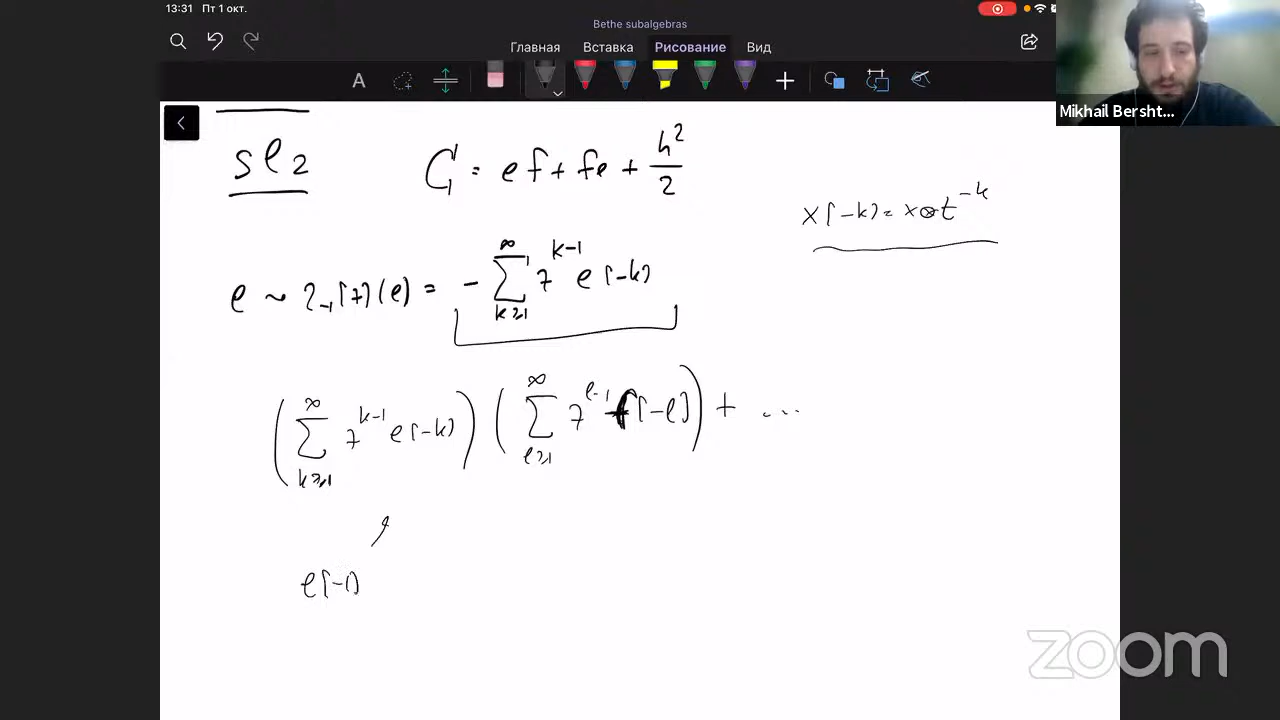 13:31 Пт 1 окт.
Bethe subalgebras
Главная Вставка Рисование Вид
A
Mikhail Bersht...
sl₂ C₁ = ef + fe + h²/2
x[-k] = x⊗t^{-k}
e ~ i₋₁[z](e) = - ∑_{k≥1}^{∞} z^{k-1} e[-k]
(∑_{k≥1}^{∞} z^{k-1} e[-k]) (∑_{l≥1}^{∞} z^{l-1} f[-l]) + ...
e[-1]
zoom